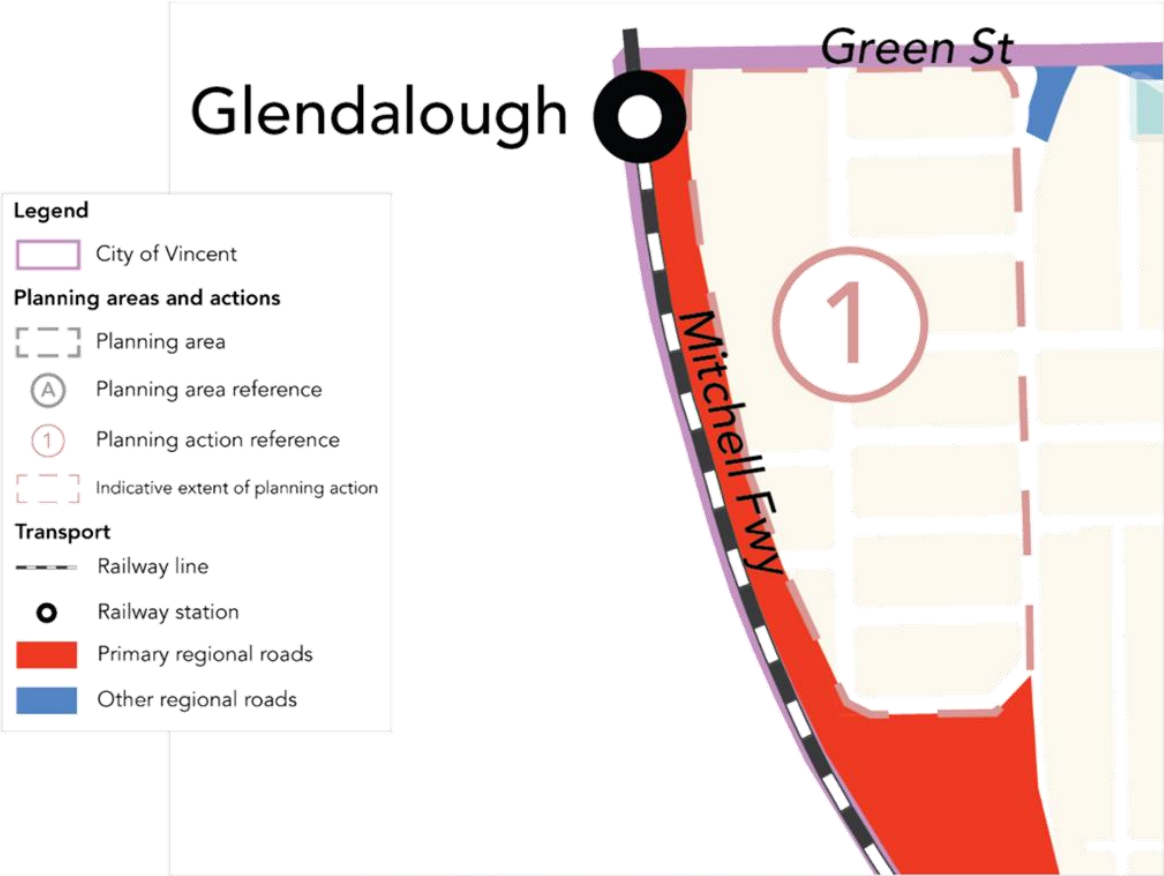 Green St
Glendalough
Legend
City of Vincent
Planning areas and actions
Planning area
A
Planning area reference
1
Planning action reference
Indicative extent of planning action
Transport
Railway line
Railway station
Primary regional roads
Other regional roads
1
Mitchell Fwy